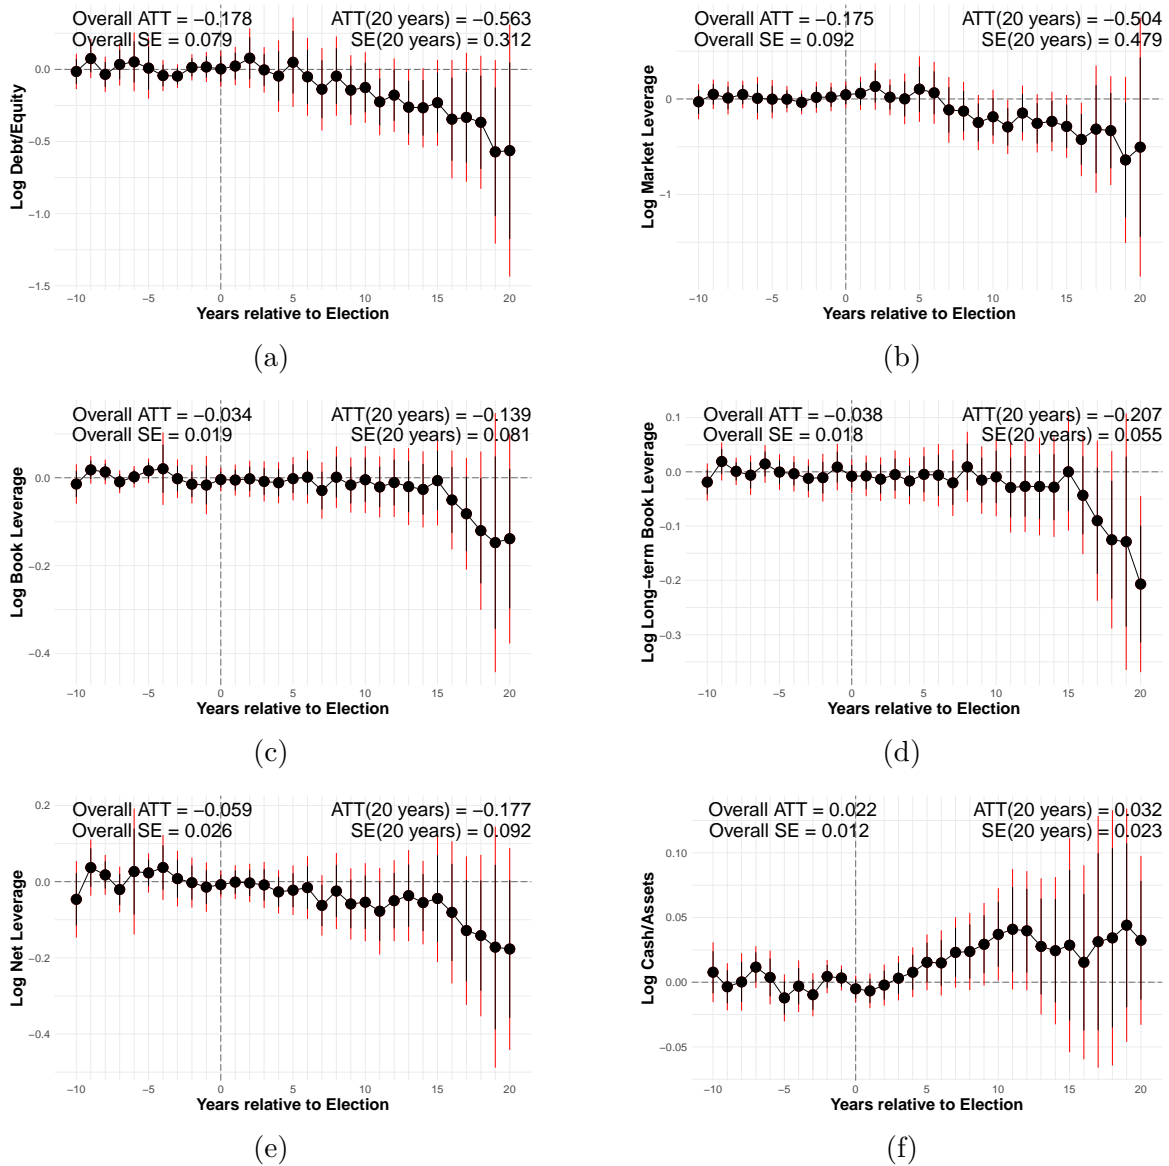 Overall ATT = −0.178 ATT(20 years) = −0.563
Overall SE = 0.079 SE(20 years) = 0.312
Log Debt/Equity
0.0
−0.5
−1.0
−1.5
−10 −5 0 5 10 15 20
Years relative to Election
(a)
Overall ATT = −0.175 ATT(20 years) = −0.504
Overall SE = 0.092 SE(20 years) = 0.479
Log Market Leverage
0
−1
−10 −5 0 5 10 15 20
Years relative to Election
(b)
Overall ATT = −0.034 ATT(20 years) = −0.139
Overall SE = 0.019 SE(20 years) = 0.081
Log Book Leverage
0.0
−0.2
−0.4
−10 −5 0 5 10 15 20
Years relative to Election
(c)
Overall ATT = −0.038 ATT(20 years) = −0.207
Overall SE = 0.018 SE(20 years) = 0.055
Log Long−term Book Leverage
0.1
0.0
−0.1
−0.2
−0.3
−10 −5 0 5 10 15 20
Years relative to Election
(d)
Overall ATT = −0.059 ATT(20 years) = −0.177
Overall SE = 0.026 SE(20 years) = 0.092
Log Net Leverage
0.2
0.0
−0.2
−0.4
−10 −5 0 5 10 15 20
Years relative to Election
(e)
Overall ATT = 0.022 ATT(20 years) = 0.032
Overall SE = 0.012 SE(20 years) = 0.023
Log Cash/Assets
0.10
0.05
0.00
−0.05
−10 −5 0 5 10 15 20
Years relative to Election
(f)